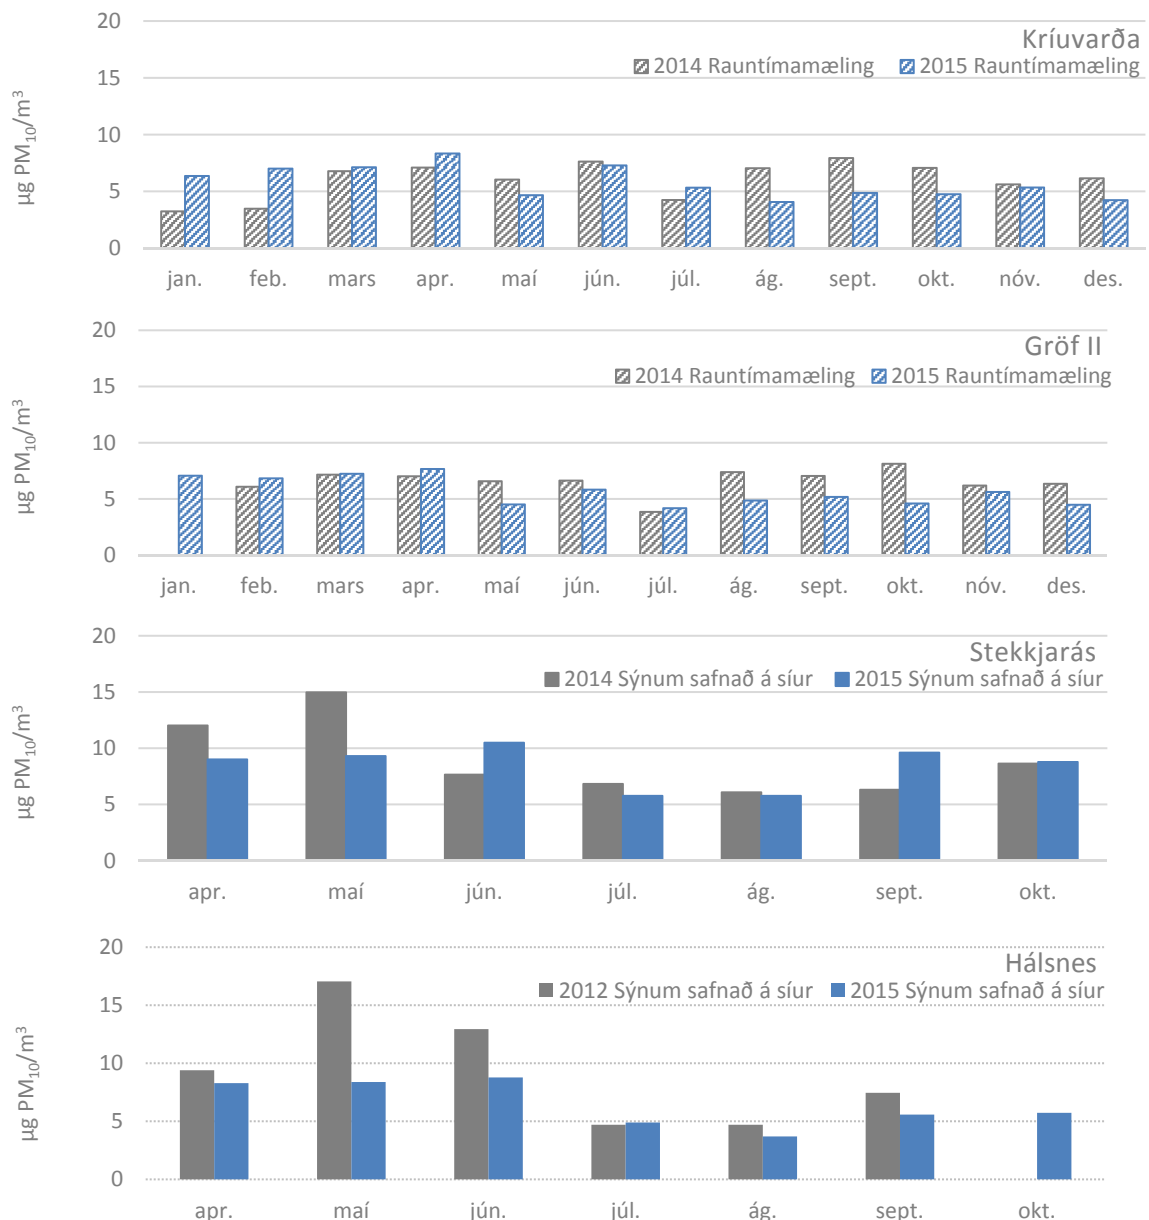 Kríuvarða
2014 Rauntímamæling 2015 Rauntímamæling
µg PM₁₀/m³
20
15
10
5
0
jan. feb. mars apr. maí jún. júl. ág. sept. okt. nóv. des.
Gröf II
2014 Rauntímamæling 2015 Rauntímamæling
µg PM₁₀/m³
20
15
10
5
0
jan. feb. mars apr. maí jún. júl. ág. sept. okt. nóv. des.
Stekkjarás
2014 Sýnum safnað á síur 2015 Sýnum safnað á síur
µg PM₁₀/m³
20
15
10
5
0
apr. maí jún. júl. ág. sept. okt.
Hálsnes
2012 Sýnum safnað á síur 2015 Sýnum safnað á síur
µg PM₁₀/m³
20
15
10
5
0
apr. maí jún. júl. ág. sept. okt.